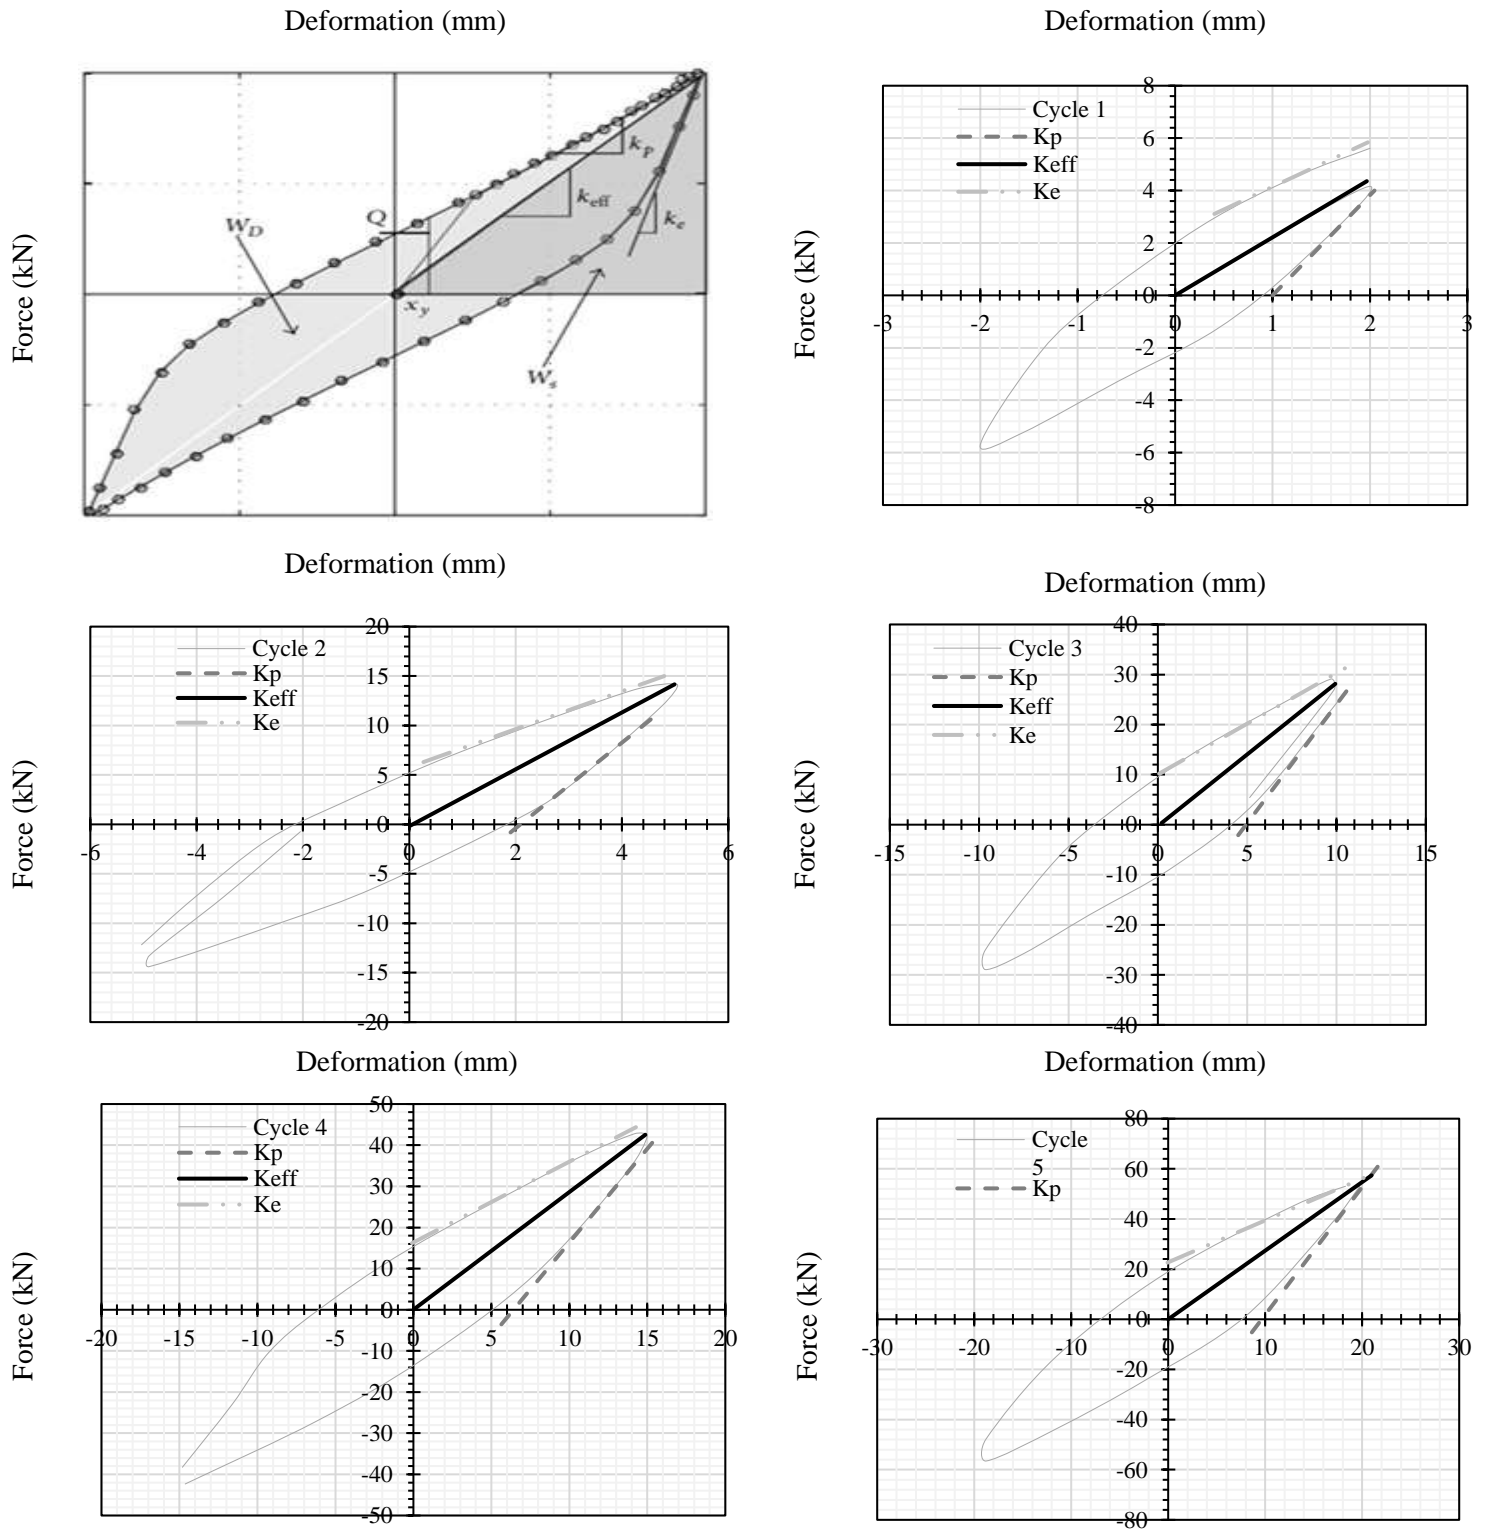 Deformation (mm)
Deformation (mm)
Force (kN)
W_D
Q
k_p
k_eff
k_e
x_y
W_s
Force (kN)
8
6
4
2
0
-2
-4
-6
-8
-3
-2
-1
0
1
2
3
Cycle 1
Kp
Keff
Ke
Deformation (mm)
Deformation (mm)
Force (kN)
20
15
10
5
0
-5
-10
-15
-20
-6
-4
-2
0
2
4
6
Cycle 2
Kp
Keff
Ke
Force (kN)
40
30
20
10
0
-10
-20
-30
-40
-15
-10
-5
0
5
10
15
Cycle 3
Kp
Keff
Ke
Deformation (mm)
Deformation (mm)
Force (kN)
50
40
30
20
10
0
-10
-20
-30
-40
-50
-20
-15
-10
-5
0
5
10
15
20
Cycle 4
Kp
Keff
Ke
Force (kN)
80
60
40
20
0
-20
-40
-60
-80
-30
-20
-10
0
10
20
30
Cycle
5
Kp